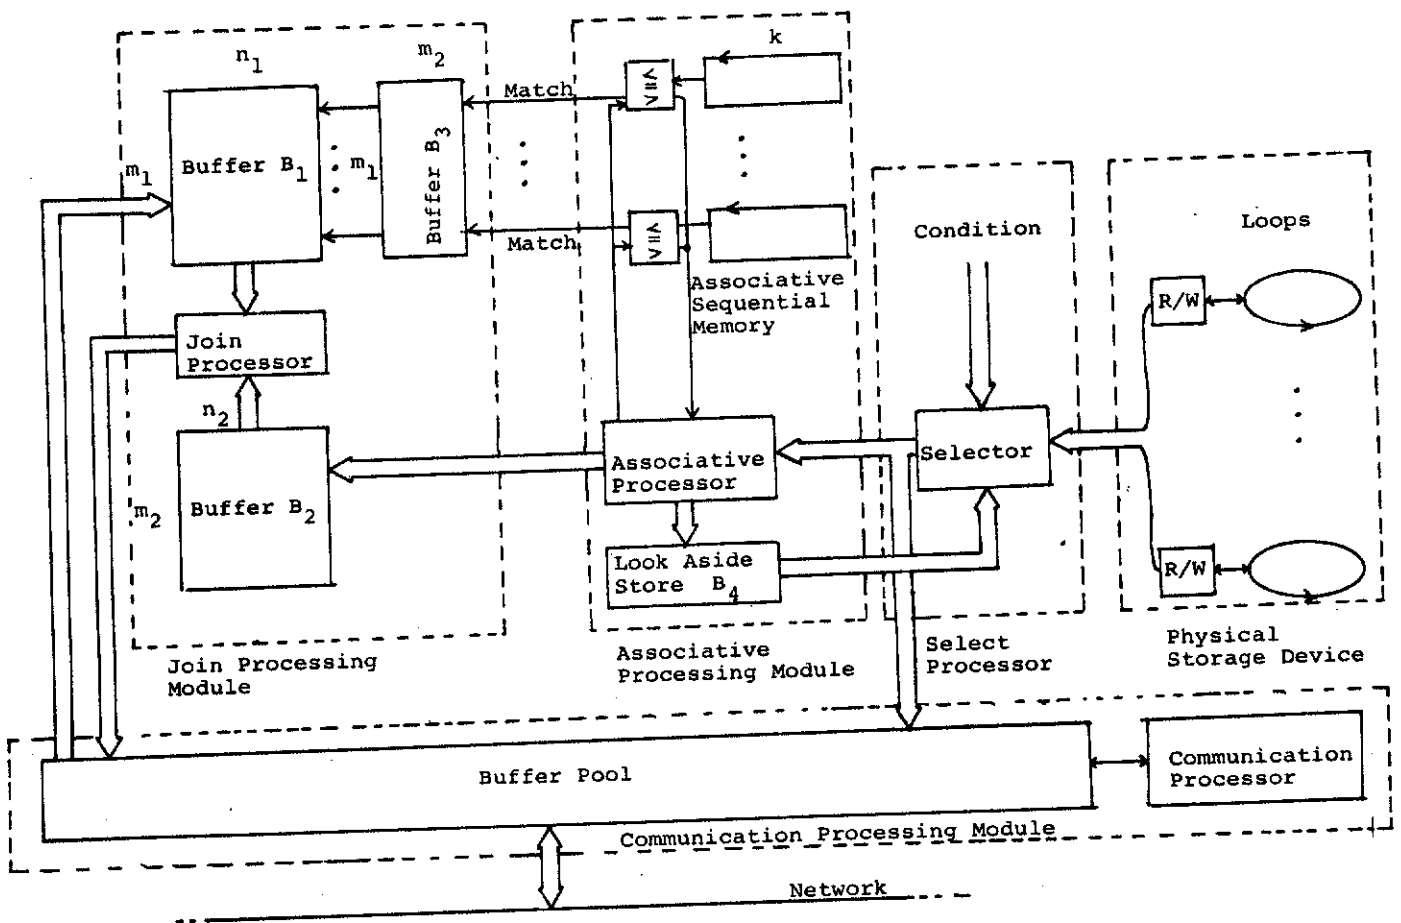 n1
m2
k
Match
<=>
m1
Buffer B1
m1
Buffer B3
Match
<=>
Associative
Sequential
Memory
Condition
Loops
R/W
Join
Processor
n2
m2
Buffer B2
Associative
Processor
Selector
Look Aside
Store B4
R/W
Join Processing
Module
Associative
Processing Module
Select
Processor
Physical
Storage Device
Buffer Pool
Communication
Processor
Communication Processing Module
Network